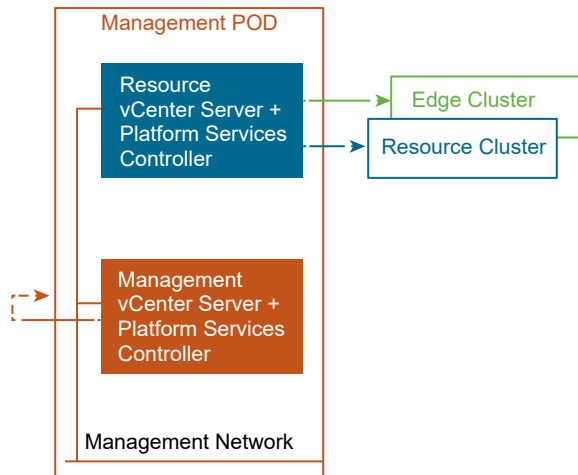 Management POD
Resource
vCenter Server +
Platform Services
Controller
Edge Cluster
Resource Cluster
Management
vCenter Server +
Platform Services
Controller
Management Network